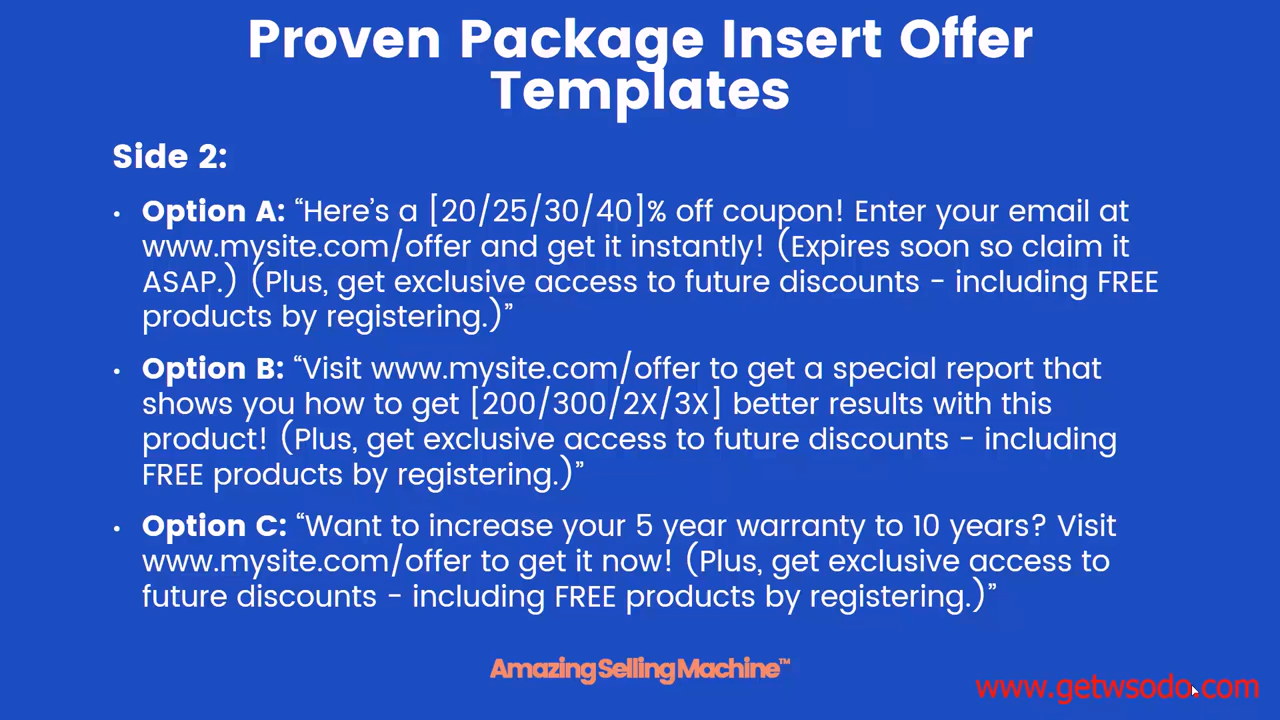 Proven Package Insert Offer
Templates
Side 2:
• Option A: “Here’s a [20/25/30/40]% off coupon! Enter your email at
www.mysite.com/offer and get it instantly! (Expires soon so claim it
ASAP.) (Plus, get exclusive access to future discounts - including FREE
products by registering.)”
• Option B: “Visit www.mysite.com/offer to get a special report that
shows you how to get [200/300/2X/3X] better results with this
product! (Plus, get exclusive access to future discounts - including
FREE products by registering.)”
• Option C: “Want to increase your 5 year warranty to 10 years? Visit
www.mysite.com/offer to get it now! (Plus, get exclusive access to
future discounts - including FREE products by registering.)”
Amazing Selling Machine™
www.getwsodo.com